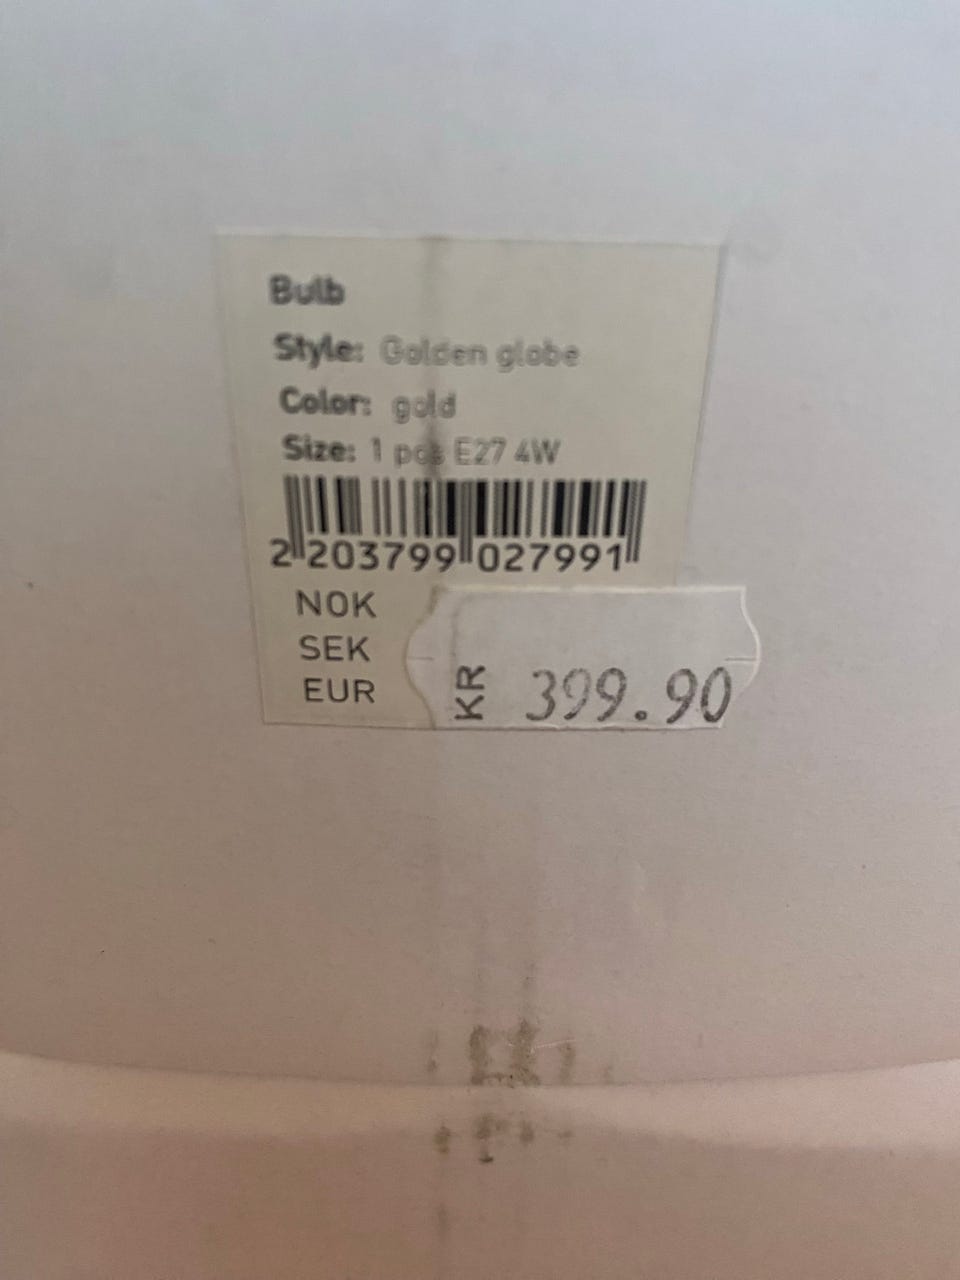 Bulb
Style: Golden globe
Color: gold
Size: 1 pcs E27 4W
2 203799 027991
NOK
SEK
EUR
KR 399.90